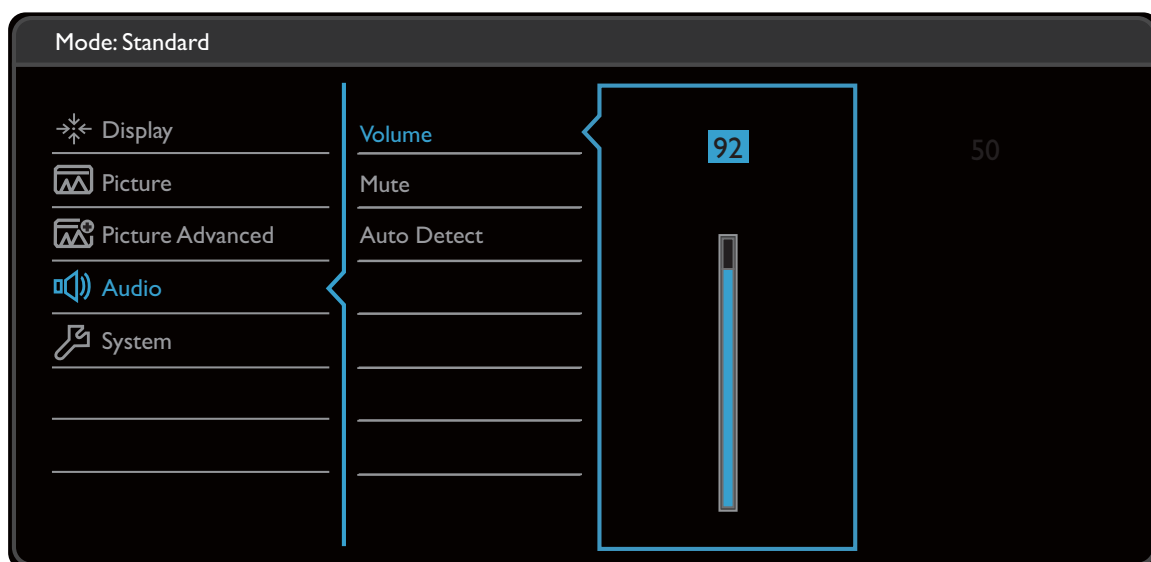 Mode: Standard
Display
Picture
Picture Advanced
Audio
System
Volume
Mute
Auto Detect
92
50